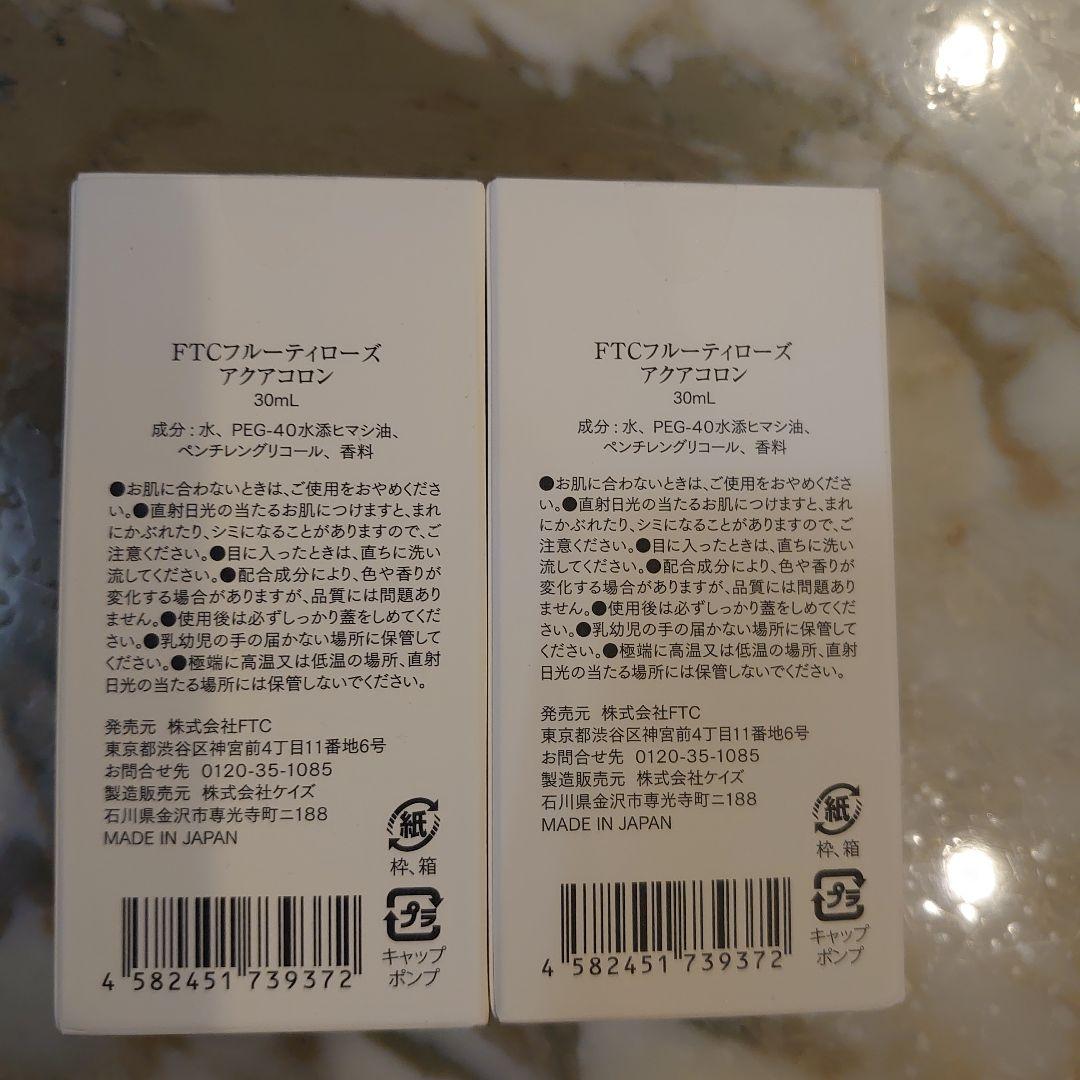 FTCフルーティローズ
アクアコロン
30mL
成分:水、PEG-40水添ヒマシ油、
ペンチレングリコール、香料
●お肌に合わないときは、ご使用をおやめくださ
い。●直射日光の当たるお肌につけますと、まれ
にかぶれたり、シミになることがありますので、ご
注意ください。●目に入ったときは、直ちに洗い
流してください。●配合成分により、色や香りが
変化する場合がありますが、品質には問題あり
ません。●使用後は必ずしっかり蓋をしめてくだ
さい。●乳幼児の手の届かない場所に保管して
ください。●極端に高温又は低温の場所、直射
日光の当たる場所には保管しないでください。
発売元 株式会社FTC
東京都渋谷区神宮前4丁目11番地6号
お問合せ先 0120-35-1085
製造販売元 株式会社ケイズ
石川県金沢市専光寺町ニ188
MADE IN JAPAN
紙
枠、箱
プラ
キャップ
ポンプ
4 582451 739372
FTCフルーティローズ
アクアコロン
30mL
成分:水、PEG-40水添ヒマシ油、
ペンチレングリコール、香料
●お肌に合わないときは、ご使用をおやめくださ
い。●直射日光の当たるお肌につけますと、まれ
にかぶれたり、シミになることがありますので、ご
注意ください。●目に入ったときは、直ちに洗い
流してください。●配合成分により、色や香りが
変化する場合がありますが、品質には問題あり
ません。●使用後は必ずしっかり蓋をしめてくだ
さい。●乳幼児の手の届かない場所に保管して
ください。●極端に高温又は低温の場所、直射
日光の当たる場所には保管しないでください。
発売元 株式会社FTC
東京都渋谷区神宮前4丁目11番地6号
お問合せ先 0120-35-1085
製造販売元 株式会社ケイズ
石川県金沢市専光寺町ニ188
MADE IN JAPAN
紙
枠、箱
プラ
キャップ
ポンプ
4 582451 739372